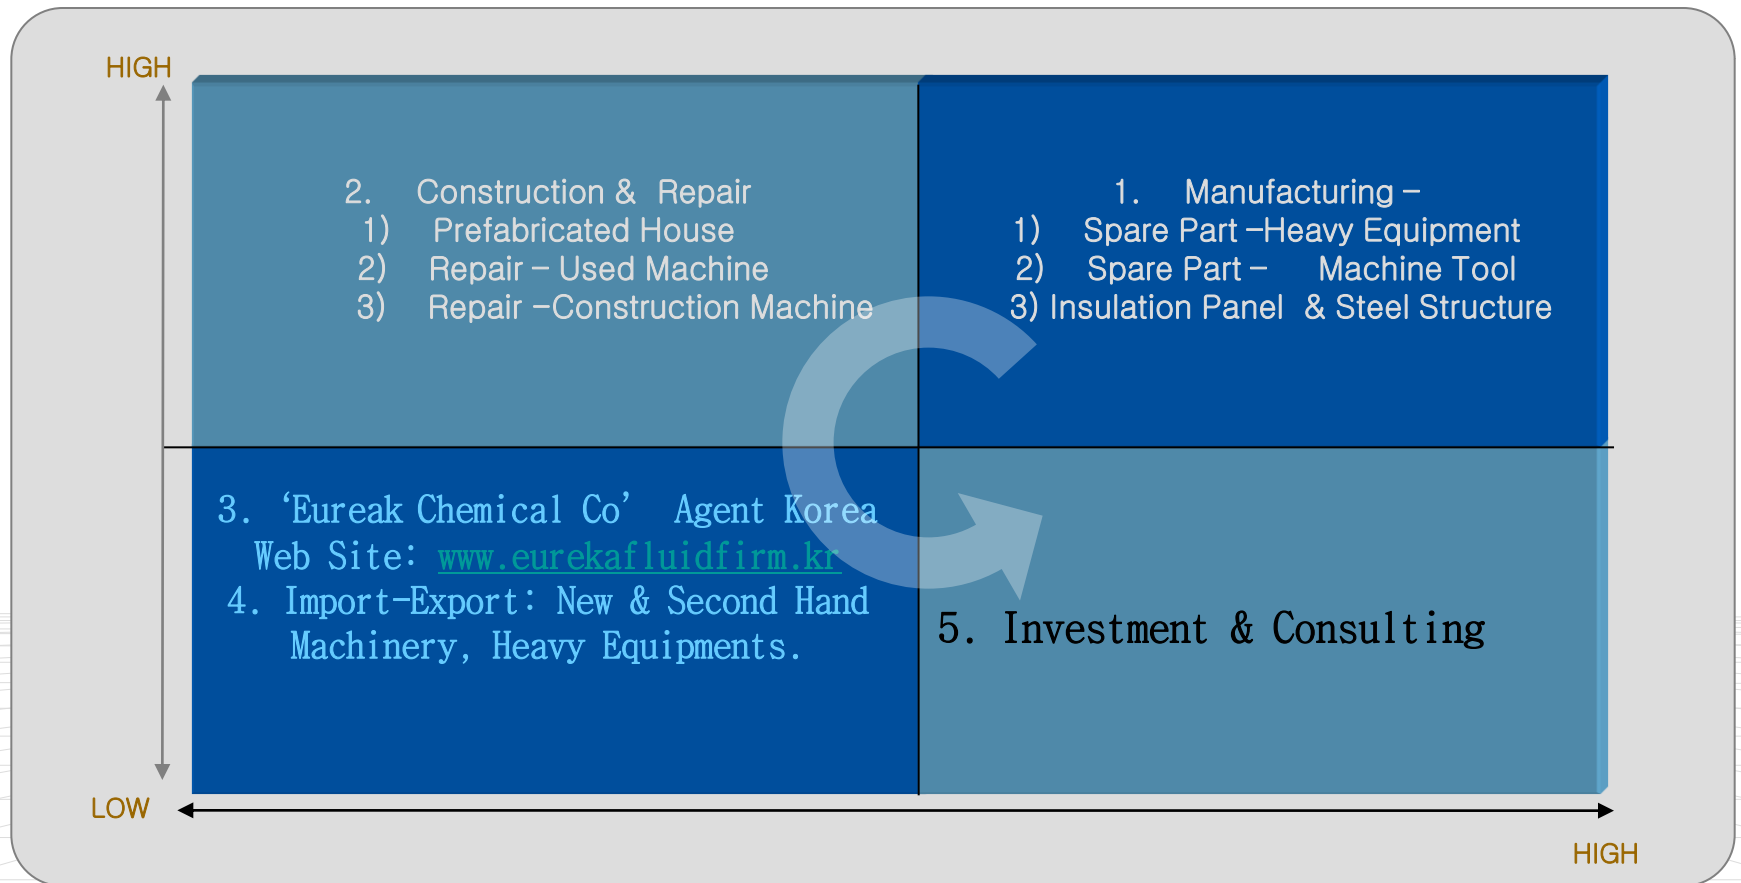 HIGH
2. Construction & Repair
1) Prefabricated House
2) Repair – Used Machine
3) Repair –Construction Machine
1. Manufacturing –
1) Spare Part –Heavy Equipment
2) Spare Part – Machine Tool
3) Insulation Panel & Steel Structure
3. ‘Eureak Chemical Co’ Agent Korea
Web Site: www.eurekafluidfirm.kr
4. Import-Export: New & Second Hand
Machinery, Heavy Equipments.
5. Investment & Consulting
LOW
HIGH